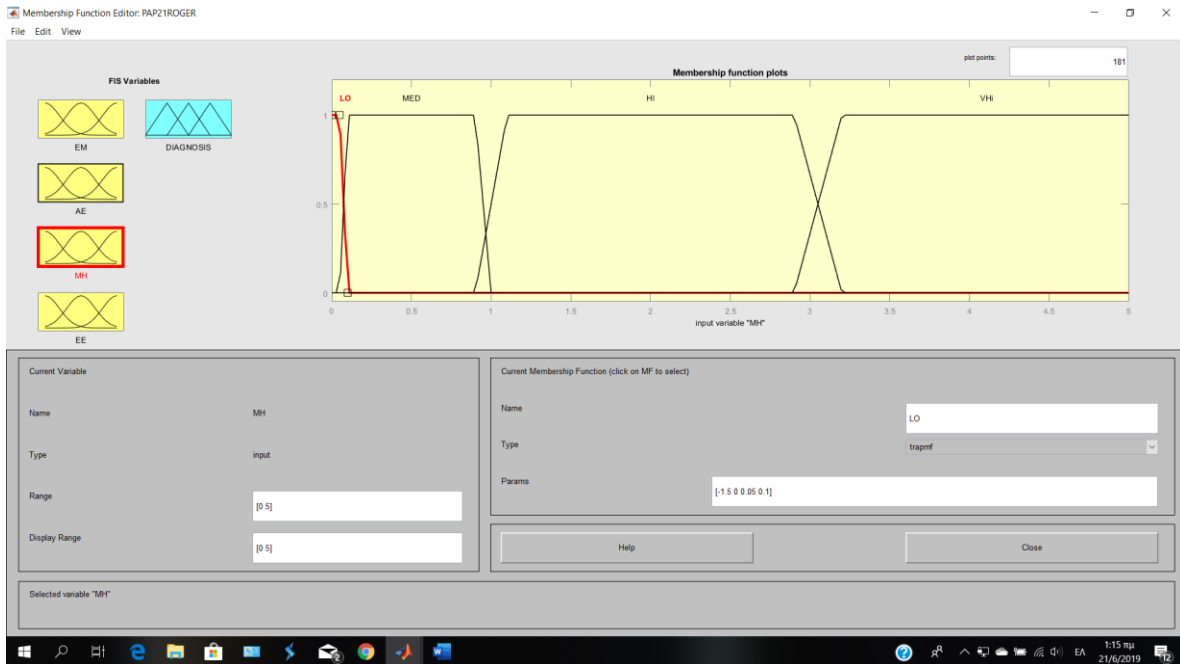 Membership Function Editor: PAP21ROGER
File Edit View
FIS Variables
EM
DIAGNOSIS
AE
MH
EE
plot points:
181
Membership function plots
LO MED HI VHi
1
0.5
0
0 0.5 1 1.5 2 2.5 3 3.5 4 4.5 5
input variable "MH"
Current Variable
Name MH
Type input
Range [0 5]
Display Range [0 5]
Current Membership Function (click on MF to select)
Name LO
Type trapmf
Params [-1.5 0 0.05 0.1]
Help Close
Selected variable "MH"
2
ΕΛ
1:15 πμ
21/6/2019
12